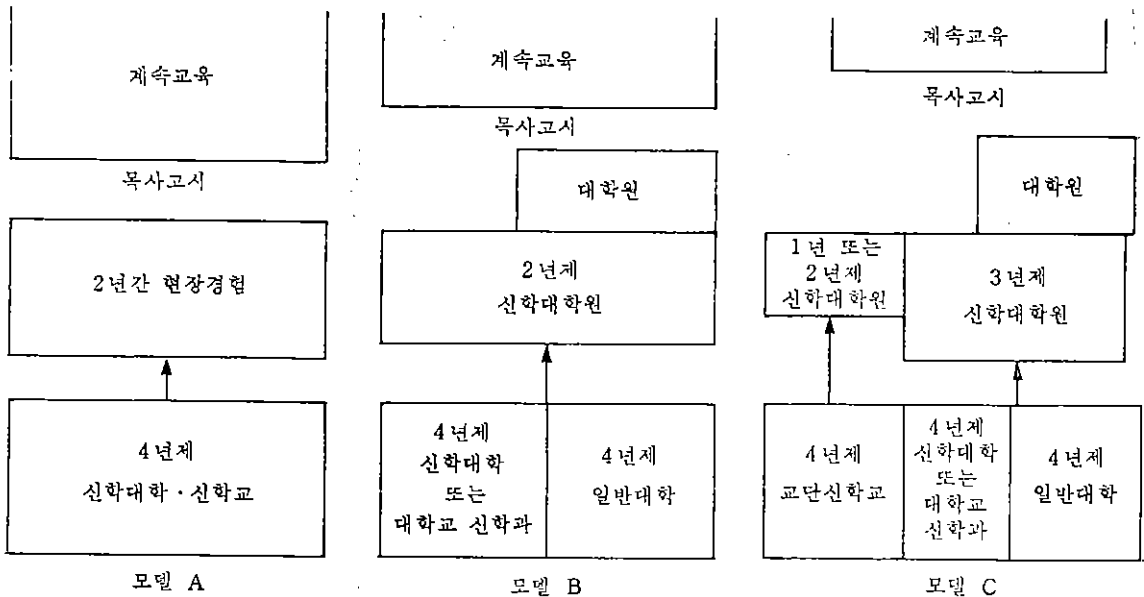 계속교육
목사고시
2년간 현장경험
4년제
신학대학·신학교
모델 A
계속교육
목사고시
대학원
2년제
신학대학원
4년제
신학대학
또는
대학교 신학과
4년제
일반대학
모델 B
계속교육
목사고시
대학원
1년 또는
2년제
신학대학원
3년제
신학대학원
4년제
교단신학교
4년제
신학대학
또는
대학교
신학과
4년제
일반대학
모델 C